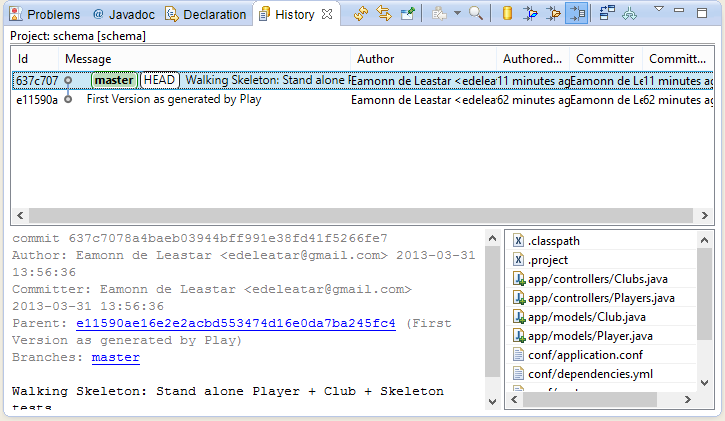 Problems @ Javadoc Declaration History
Project: schema [schema]
Id Message Author Authored... Committer Committ...
637c707 master HEAD Walking Skeleton: Stand alone Eamonn de Leastar <edelea 11 minutes ag Eamonn de Le 11 minutes ag
e11590a First Version as generated by Play Eamonn de Leastar <edelea 62 minutes ag Eamonn de Le 62 minutes ag
commit 637c7078a4baeb03944bff991e38fd41f5266fe7
Author: Eamonn de Leastar <edeleatar@gmail.com> 2013-03-31
13:56:36
Committer: Eamonn de Leastar <edeleatar@gmail.com>
2013-03-31 13:56:36
Parent: e11590ae16e2e2acbd553474d16e0da7ba245fc4 (First
Version as generated by Play)
Branches: master
Walking Skeleton: Stand alone Player + Club + Skeleton
tests
.classpath
.project
app/controllers/Clubs.java
app/controllers/Players.java
app/models/Club.java
app/models/Player.java
conf/application.conf
conf/dependencies.yml